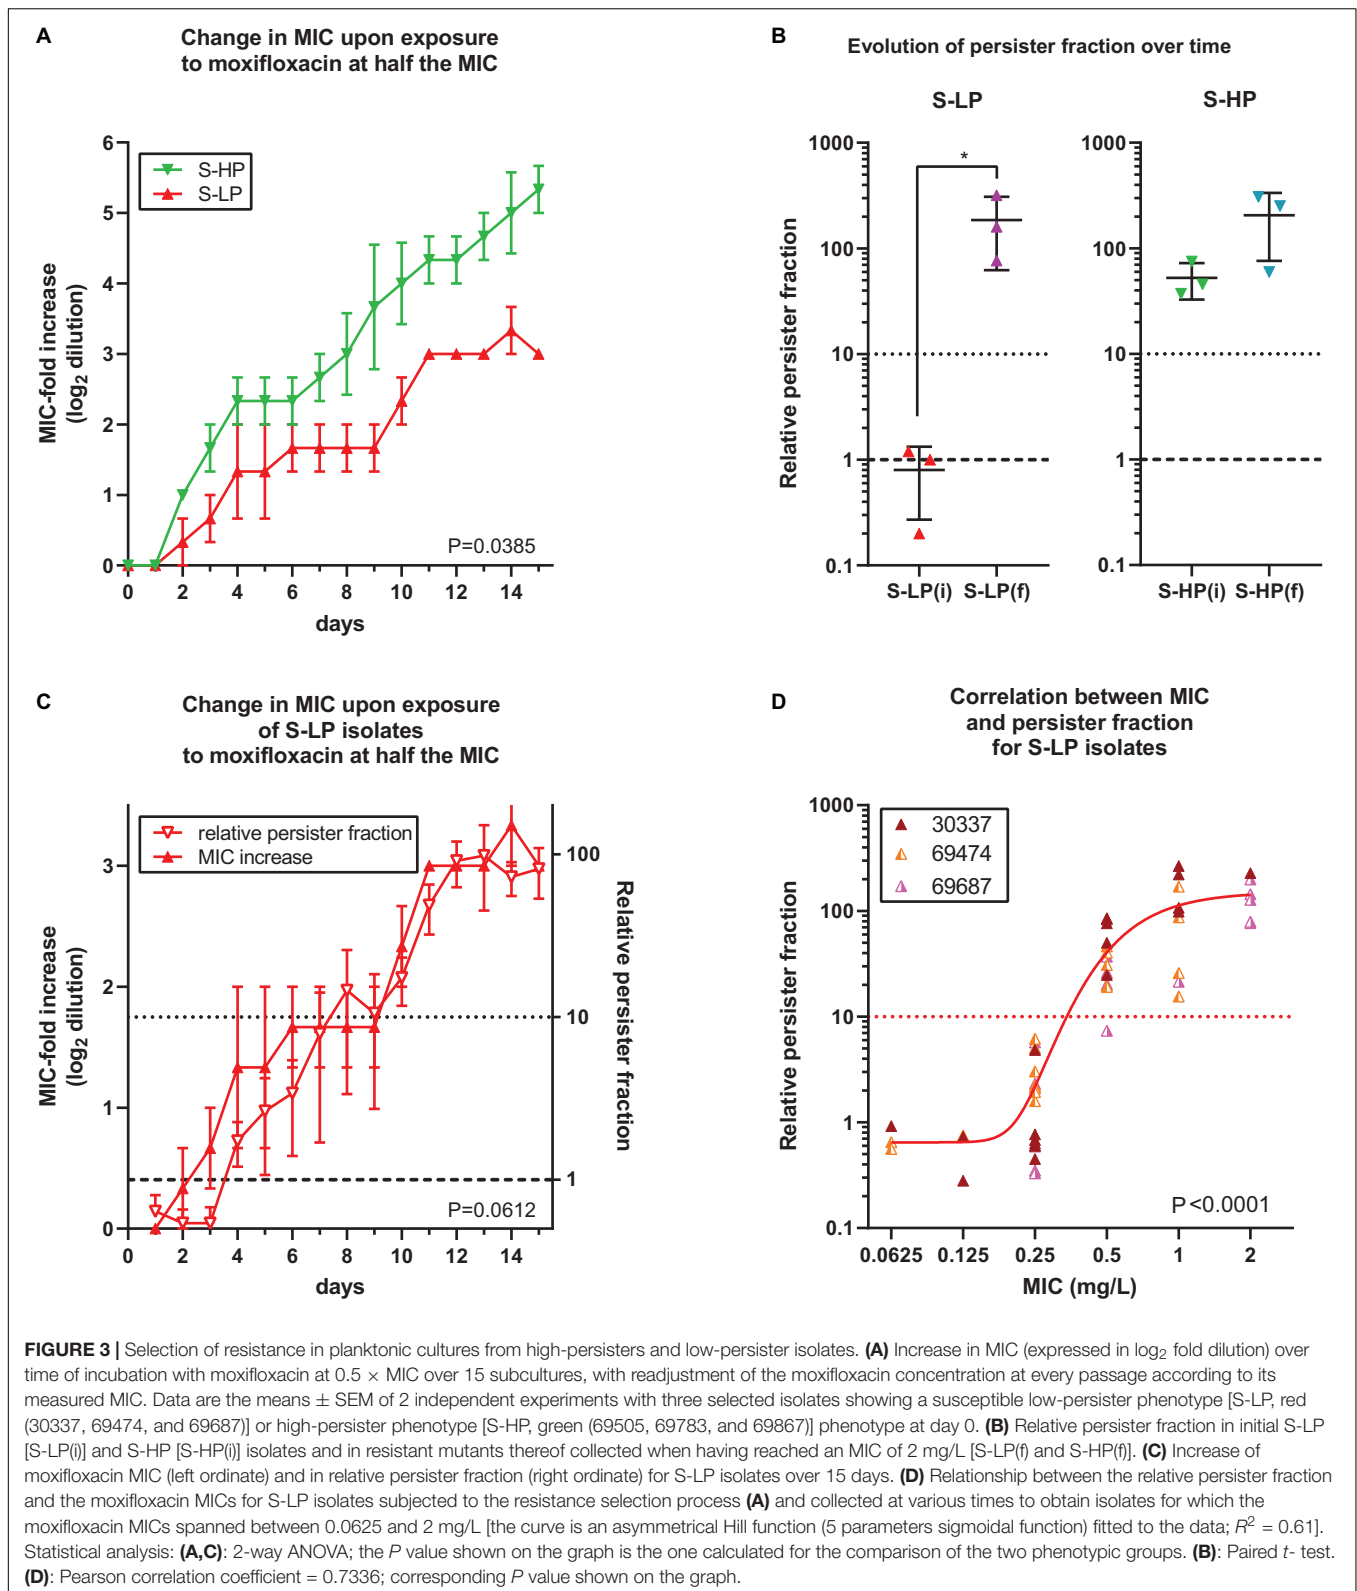 A
Change in MIC upon exposure
to moxifloxacin at half the MIC
6
5
4
3
2
1
0
MIC-fold increase
(log2 dilution)
S-HP
S-LP
P=0.0385
0 2 4 6 8 10 12 14
days
B
Evolution of persister fraction over time
S-LP
S-HP
Relative persister fraction
1000
100
10
1
0.1
*
S-LP(i) S-LP(f)
1000
100
10
1
0.1
S-HP(i) S-HP(f)
C
Change in MIC upon exposure
of S-LP isolates
to moxifloxacin at half the MIC
MIC-fold increase
(log2 dilution)
3
2
1
0
relative persister fraction
MIC increase
100
10
1
Relative persister fraction
P=0.0612
0 2 4 6 8 10 12 14
days
D
Correlation between MIC
and persister fraction
for S-LP isolates
Relative persister fraction
1000
100
10
1
0.1
30337
69474
69687
P<0.0001
0.0625 0.125 0.25 0.5 1 2
MIC (mg/L)
FIGURE 3 | Selection of resistance in planktonic cultures from high-persisters and low-persister isolates. (A) Increase in MIC (expressed in log2 fold dilution) over
time of incubation with moxifloxacin at 0.5 × MIC over 15 subcultures, with readjustment of the moxifloxacin concentration at every passage according to its
measured MIC. Data are the means ± SEM of 2 independent experiments with three selected isolates showing a susceptible low-persister phenotype [S-LP, red
(30337, 69474, and 69687)] or high-persister phenotype [S-HP, green (69505, 69783, and 69867)] phenotype at day 0. (B) Relative persister fraction in initial S-LP
[S-LP(i)] and S-HP [S-HP(i)] isolates and in resistant mutants thereof collected when having reached an MIC of 2 mg/L [S-LP(f) and S-HP(f)]. (C) Increase of
moxifloxacin MIC (left ordinate) and in relative persister fraction (right ordinate) for S-LP isolates over 15 days. (D) Relationship between the relative persister fraction
and the moxifloxacin MICs for S-LP isolates subjected to the resistance selection process (A) and collected at various times to obtain isolates for which the
moxifloxacin MICs spanned between 0.0625 and 2 mg/L [the curve is an asymmetrical Hill function (5 parameters sigmoidal function) fitted to the data; R² = 0.61].
Statistical analysis: (A,C): 2-way ANOVA; the P value shown on the graph is the one calculated for the comparison of the two phenotypic groups. (B): Paired t- test.
(D): Pearson correlation coefficient = 0.7336; corresponding P value shown on the graph.